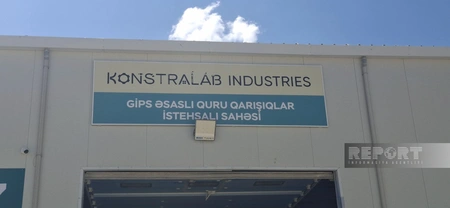 KONSTRALAB INDUSTRIES
GİPS ƏSASLI QURU QARIŞIQLAR
İSTEHSALI SAHƏSİ
REPORT